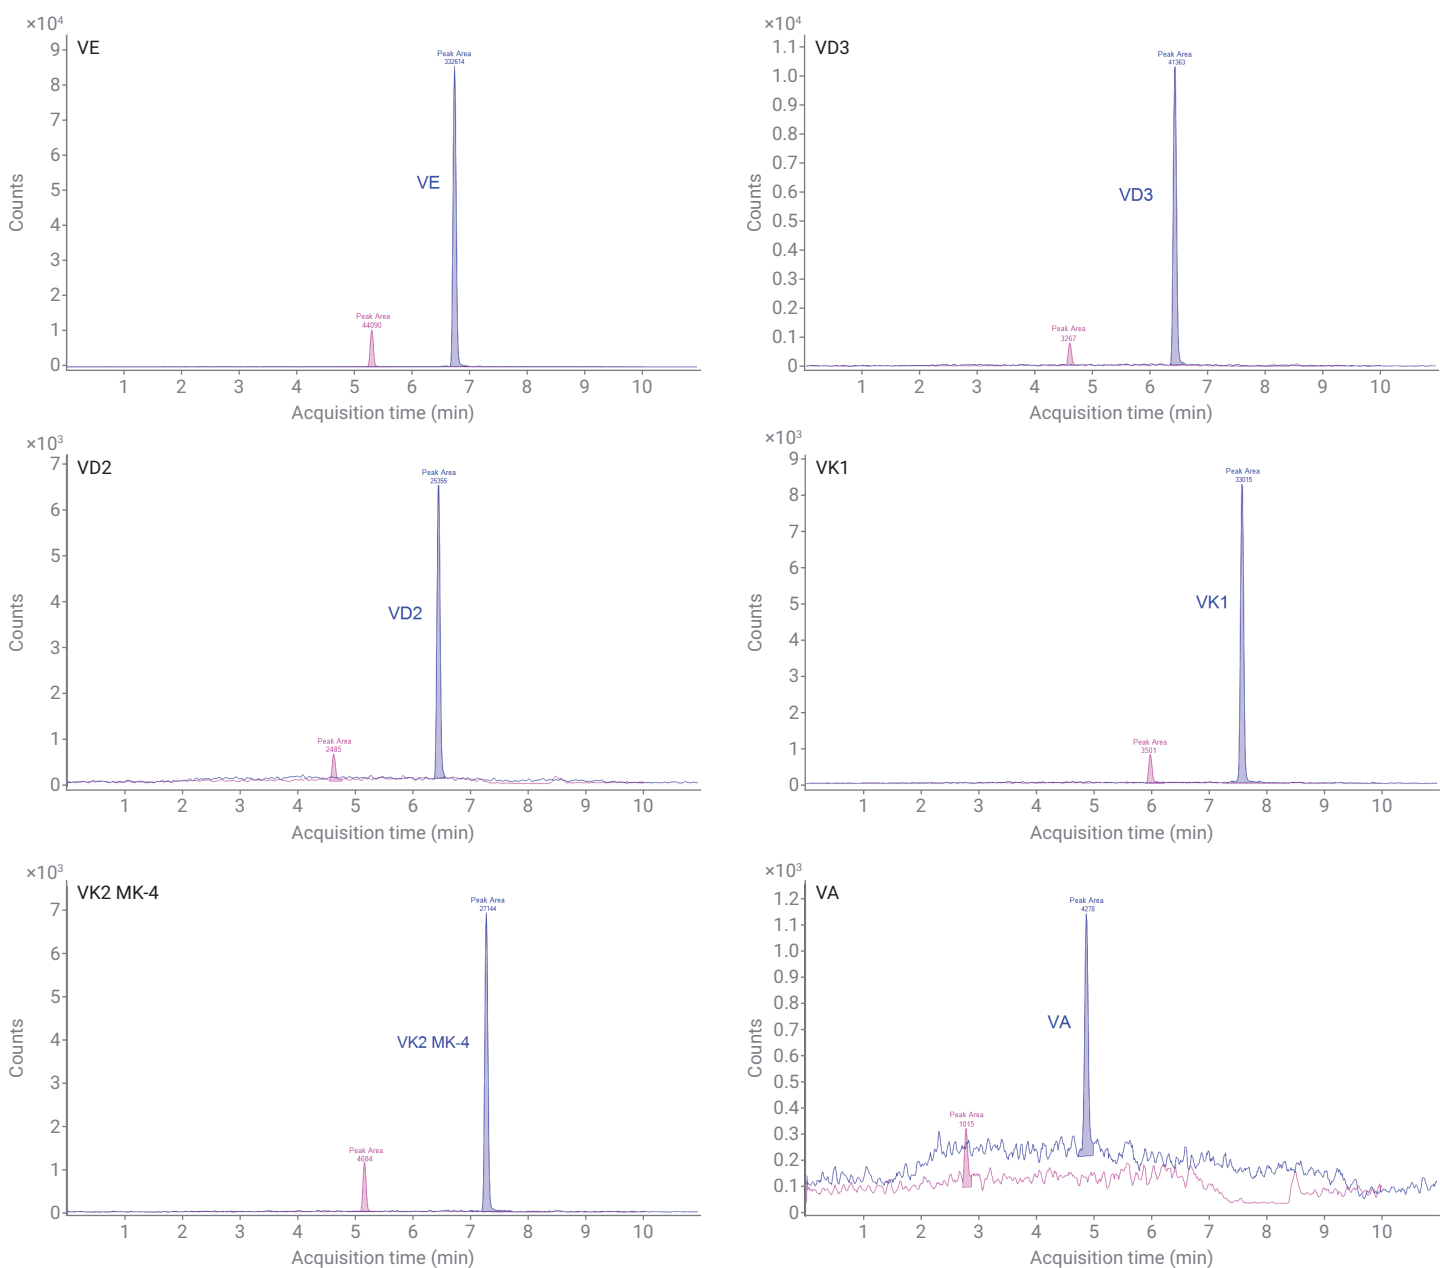 ×10⁴
VE
9
8
7
6
5
4
3
2
1
0
Counts
Peak Area
332614
VE
Peak Area
44090
1 2 3 4 5 6 7 8 9 10
Acquisition time (min)
×10⁴
VD3
1.1
1.0
0.9
0.8
0.7
0.6
0.5
0.4
0.3
0.2
0.1
0
Counts
Peak Area
41363
VD3
Peak Area
3267
1 2 3 4 5 6 7 8 9 10
Acquisition time (min)
×10³
VD2
7
6
5
4
3
2
1
0
Counts
Peak Area
25355
VD2
Peak Area
2485
1 2 3 4 5 6 7 8 9 10
Acquisition time (min)
×10³
VK1
9
8
7
6
5
4
3
2
1
0
Counts
Peak Area
33015
VK1
Peak Area
3501
1 2 3 4 5 6 7 8 9 10
Acquisition time (min)
×10³
VK2 MK-4
7
6
5
4
3
2
1
0
Counts
Peak Area
27144
VK2 MK-4
Peak Area
4684
1 2 3 4 5 6 7 8 9 10
Acquisition time (min)
×10³
VA
1.2
1.1
1.0
0.9
0.8
0.7
0.6
0.5
0.4
0.3
0.2
0.1
0
Counts
Peak Area
4278
VA
Peak Area
1015
1 2 3 4 5 6 7 8 9 10
Acquisition time (min)